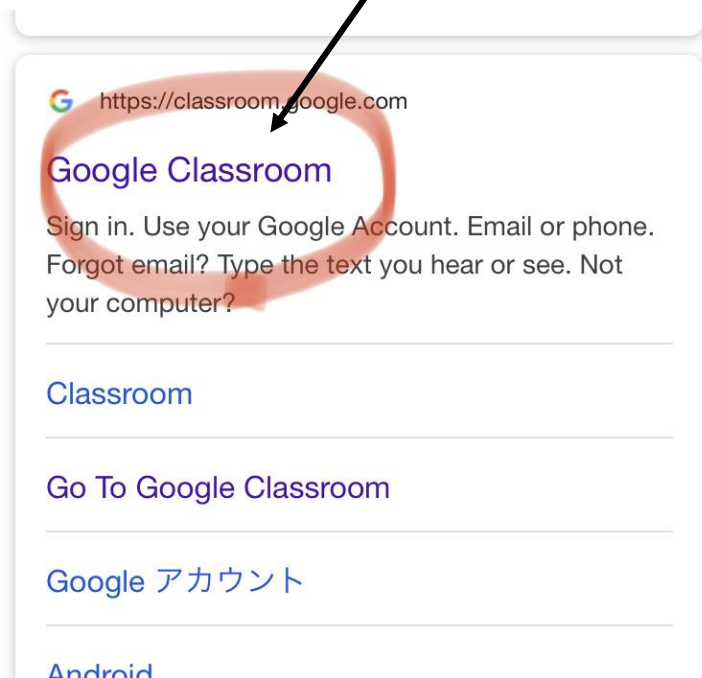 https://classroom.google.com
Google Classroom
Sign in. Use your Google Account. Email or phone.
Forgot email? Type the text you hear or see. Not
your computer?
Classroom
Go To Google Classroom
Google アカウント
Android